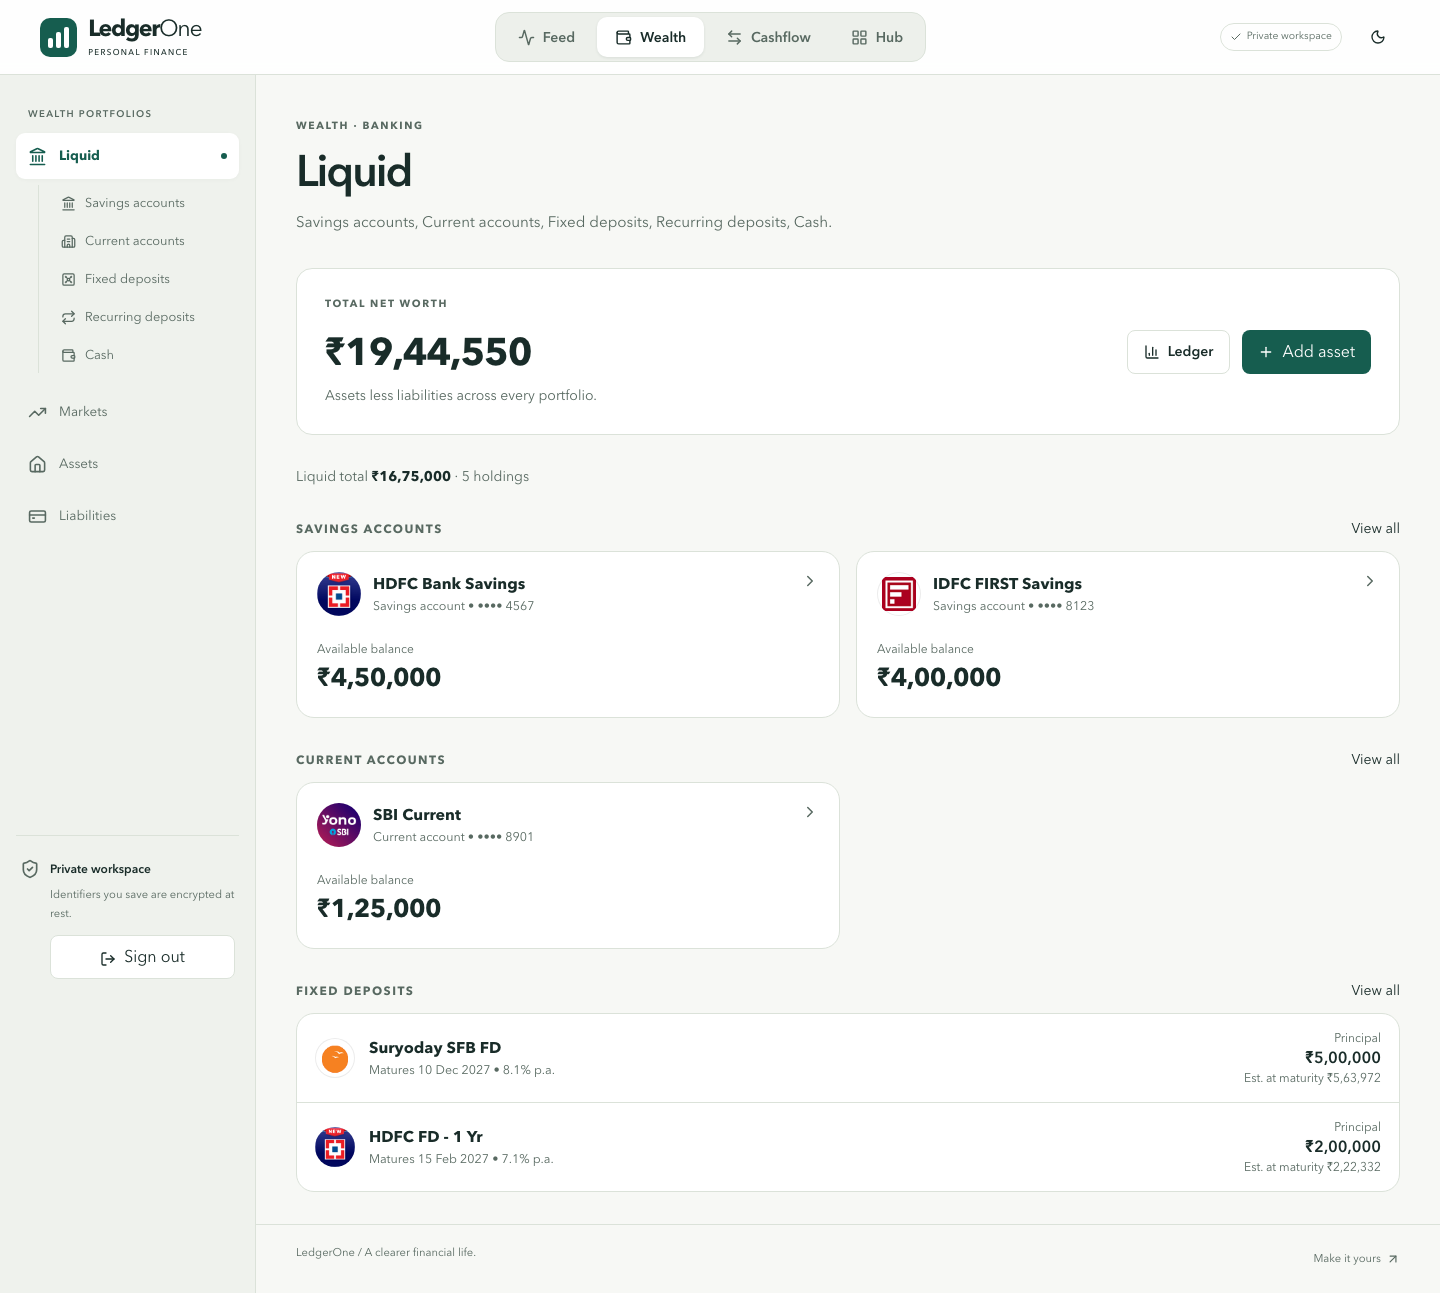 LedgerOne
PERSONAL FINANCE
Feed
Wealth
Cashflow
Hub
Private workspace
WEALTH PORTFOLIOS
Liquid
Savings accounts
Current accounts
Fixed deposits
Recurring deposits
Cash
Markets
Assets
Liabilities
Private workspace
Identifiers you save are encrypted at
rest.
Sign out
WEALTH · BANKING
Liquid
Savings accounts, Current accounts, Fixed deposits, Recurring deposits, Cash.
TOTAL NET WORTH
₹19,44,550
Assets less liabilities across every portfolio.
Ledger
Add asset
Liquid total ₹16,75,000 · 5 holdings
SAVINGS ACCOUNTS
View all
NEW
HDFC Bank Savings
Savings account • •••• 4567
Available balance
₹4,50,000
IDFC FIRST Savings
Savings account • •••• 8123
Available balance
₹4,00,000
CURRENT ACCOUNTS
View all
yono
SBI
SBI Current
Current account • •••• 8901
Available balance
₹1,25,000
FIXED DEPOSITS
View all
Suryoday SFB FD
Matures 10 Dec 2027 • 8.1% p.a.
Principal
₹5,00,000
Est. at maturity ₹5,63,972
NEW
HDFC FD - 1 Yr
Matures 15 Feb 2027 • 7.1% p.a.
Principal
₹2,00,000
Est. at maturity ₹2,22,332
LedgerOne / A clearer financial life.
Make it yours